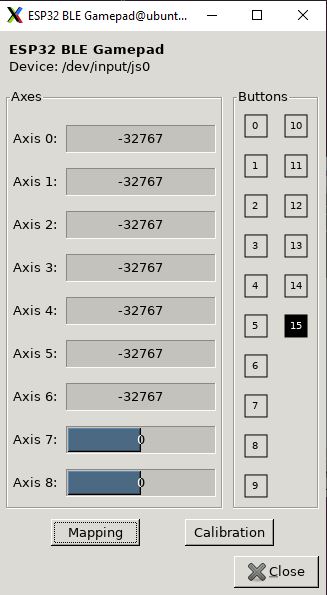 ESP32 BLE Gamepad@ubunt...
ESP32 BLE Gamepad
Device: /dev/input/js0
Axes
Axis 0: -32767
Axis 1: -32767
Axis 2: -32767
Axis 3: -32767
Axis 4: -32767
Axis 5: -32767
Axis 6: -32767
Axis 7: 0
Axis 8: 0
Buttons
0 10
1 11
2 12
3 13
4 14
5 15
6
7
8
9
Mapping Calibration
Close